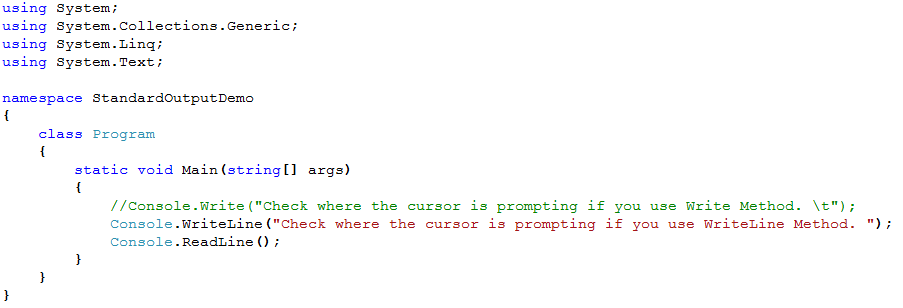 using System;
using System.Collections.Generic;
using System.Linq;
using System.Text;

namespace StandardOutputDemo
{
    class Program
    {
        static void Main(string[] args)
        {
            //Console.Write("Check where the cursor is prompting if you use Write Method. \t");
            Console.WriteLine("Check where the cursor is prompting if you use WriteLine Method. ");
            Console.ReadLine();
        }
    }
}